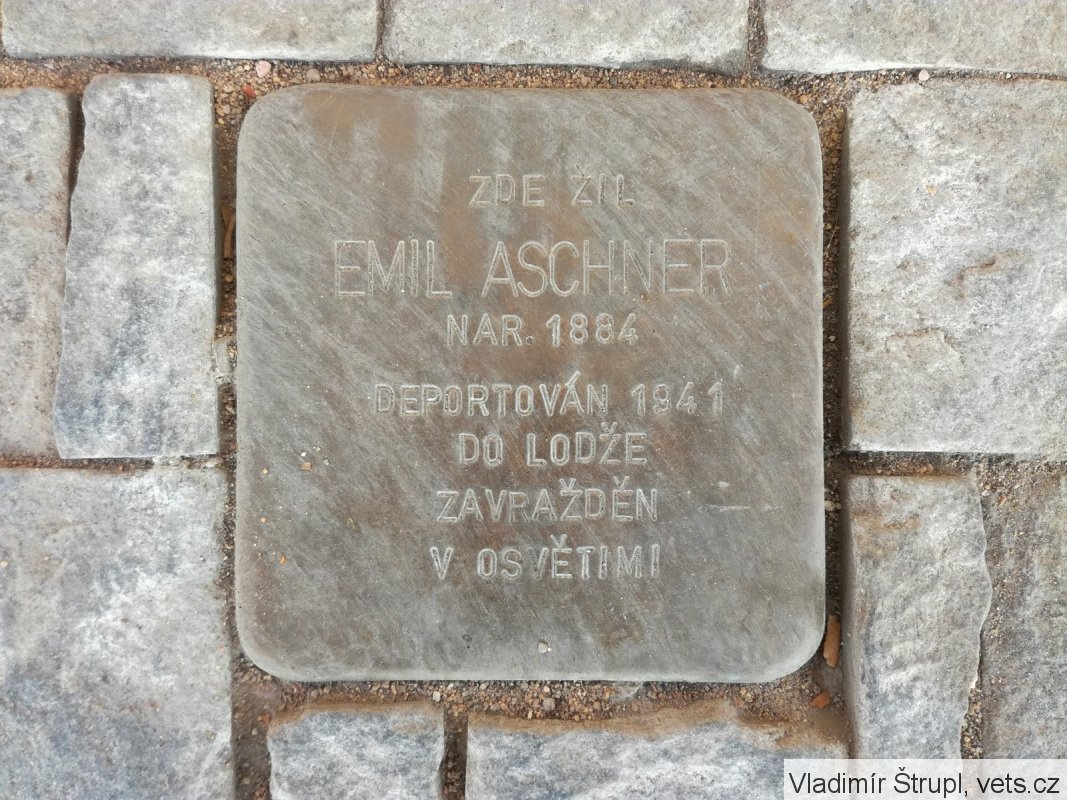 ZDE ŽIL
EMIL ASCHNER
NAR. 1884
DEPORTOVÁN 1941
DO LODŽE
ZAVRAŽDĚN
V OSVĚTIMI
Vladimír Štrupl, vets.cz